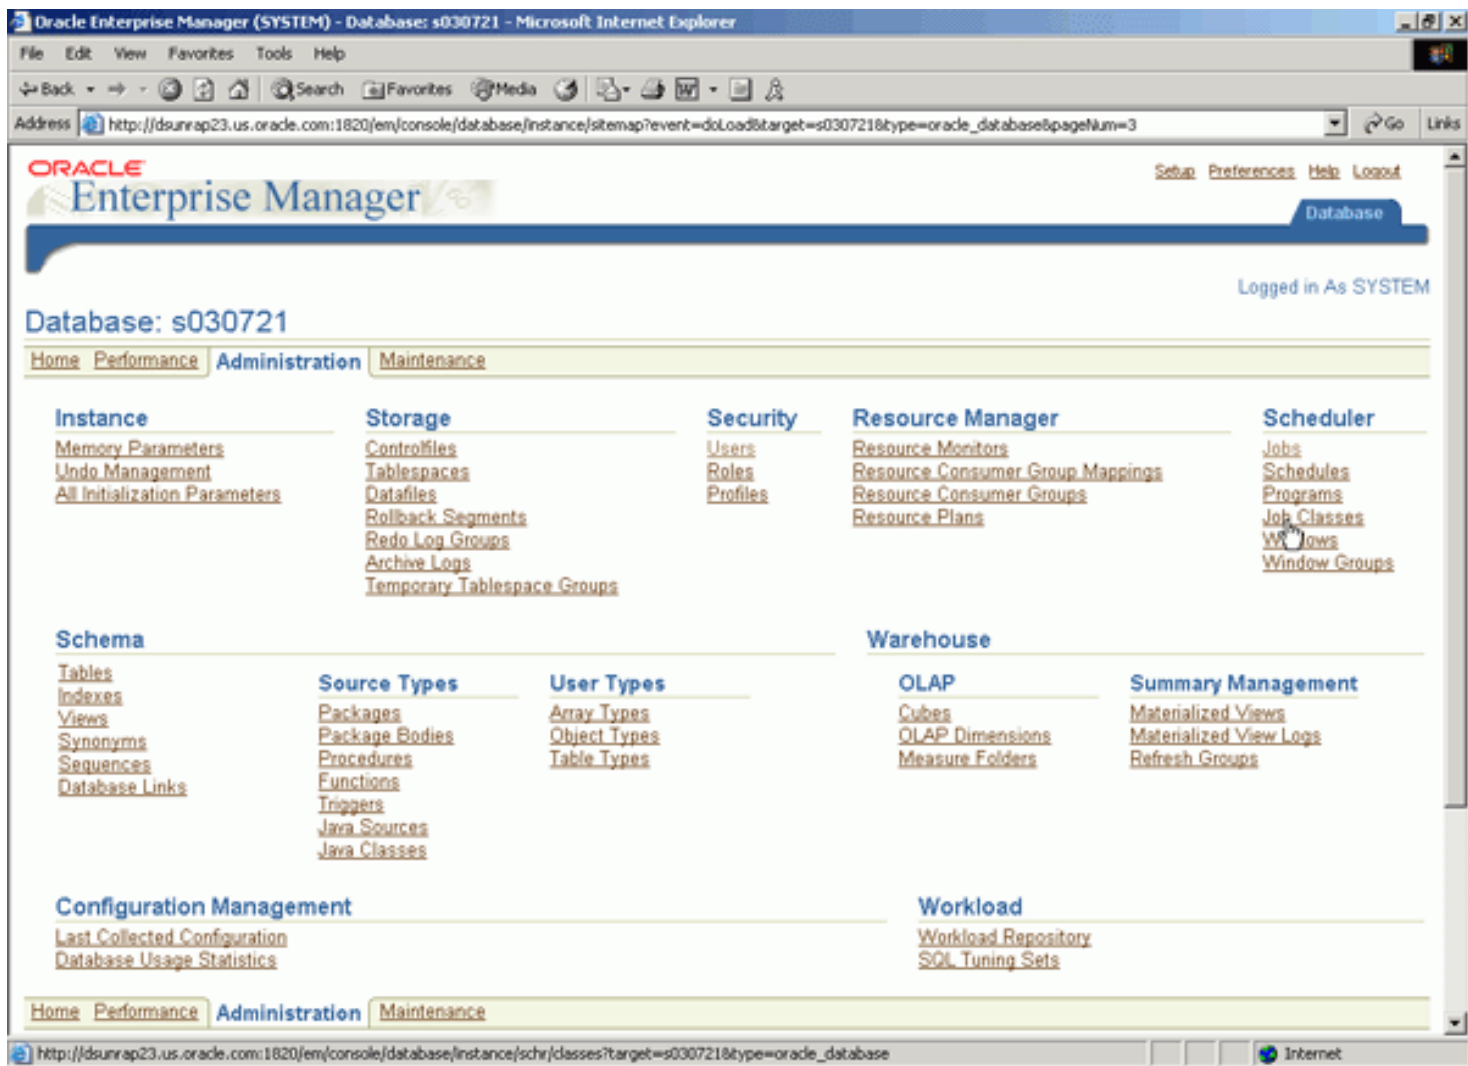 Oracle Enterprise Manager (SYSTEM) - Database: s030721 - Microsoft Internet Explorer
File Edit View Favorites Tools Help
Back Search Favorites Media
Address http://dsunrap23.us.oracle.com:1820/em/console/database/instance/sitemap?event=doLoad&target=s030721&type=oracle_database&pageNum=3 Go Links
ORACLE
Enterprise Manager
Setup Preferences Help Logout
Database
Logged in As SYSTEM
Database: s030721
Home Performance Administration Maintenance
Instance
Memory Parameters
Undo Management
All Initialization Parameters
Storage
Controlfiles
Tablespaces
Datafiles
Rollback Segments
Redo Log Groups
Archive Logs
Temporary Tablespace Groups
Security
Users
Roles
Profiles
Resource Manager
Resource Monitors
Resource Consumer Group Mappings
Resource Consumer Groups
Resource Plans
Scheduler
Jobs
Schedules
Programs
Job Classes
Windows
Window Groups
Schema
Tables
Indexes
Views
Synonyms
Sequences
Database Links
Source Types
Packages
Package Bodies
Procedures
Functions
Triggers
Java Sources
Java Classes
User Types
Array Types
Object Types
Table Types
Warehouse
OLAP
Cubes
OLAP Dimensions
Measure Folders
Summary Management
Materialized Views
Materialized View Logs
Refresh Groups
Configuration Management
Last Collected Configuration
Database Usage Statistics
Workload
Workload Repository
SQL Tuning Sets
Home Performance Administration Maintenance
http://dsunrap23.us.oracle.com:1820/em/console/database/instance/schr/classes?target=s030721&type=oracle_database Internet